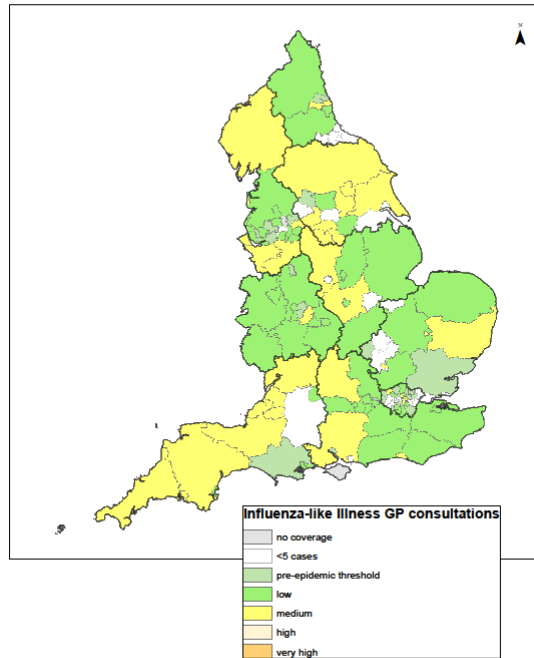 N
Influenza-like Illness GP consultations
no coverage
<5 cases
pre-epidemic threshold
low
medium
high
very high